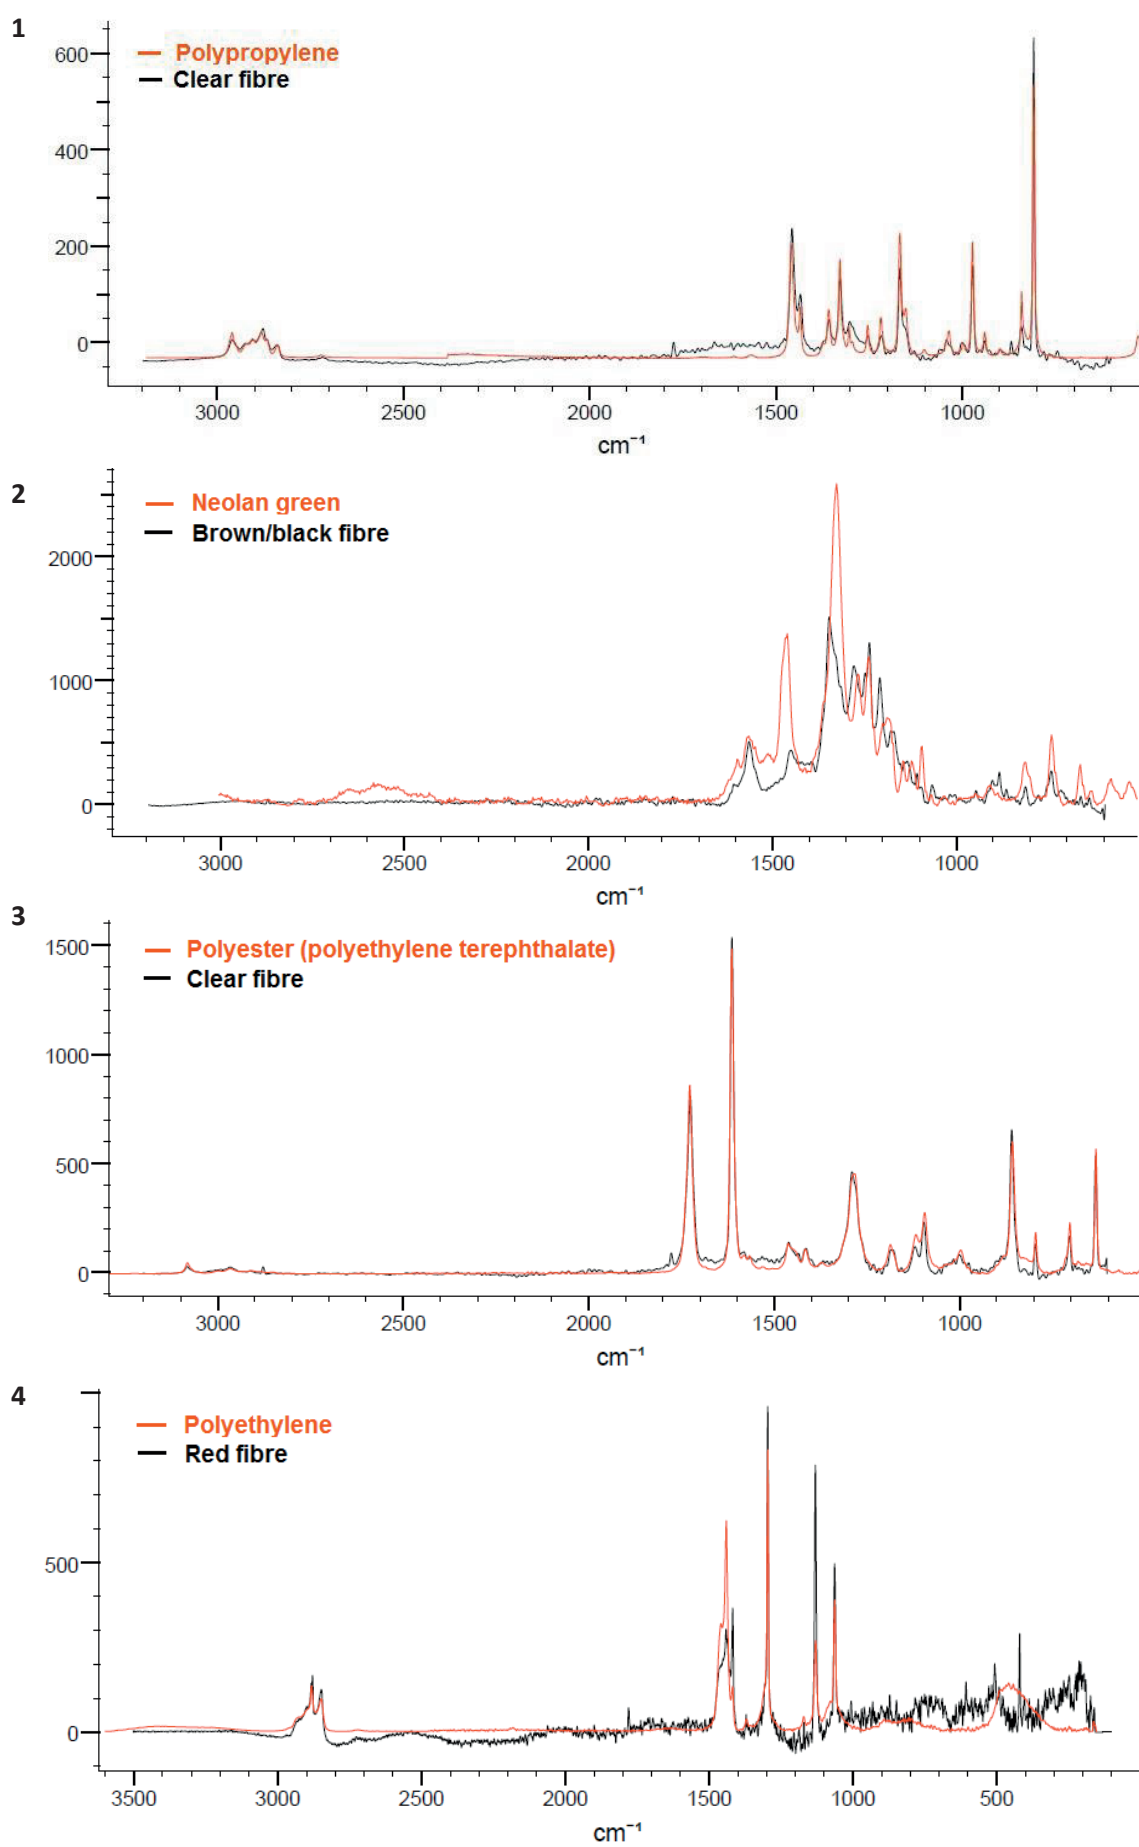 1
Polypropylene
Clear fibre
600
400
200
0
3000 2500 2000 1500 1000
cm⁻¹
2
Neolan green
Brown/black fibre
2000
1000
0
3000 2500 2000 1500 1000
cm⁻¹
3
Polyester (polyethylene terephthalate)
Clear fibre
1500
1000
500
0
3000 2500 2000 1500 1000
cm⁻¹
4
Polyethylene
Red fibre
500
0
3500 3000 2500 2000 1500 1000 500
cm⁻¹